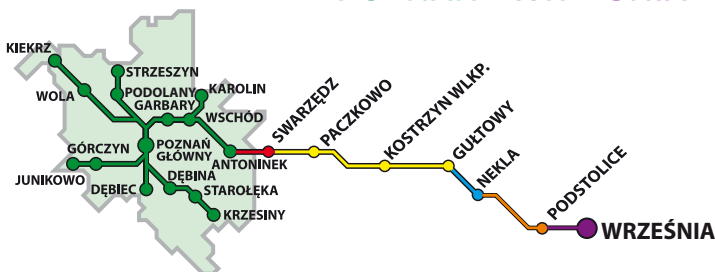 KIEKRZ
STRZESZYN
WOLA
PODOLANY
KAROLIN
GARBARY
WSCHÓD
GÓRCZYN
POZNAŃ
GŁÓWNY
ANTONINEK
JUNIKOWO
DĘBINA
DĘBIEC
STAROŁĘKA
KRZESINY
SWARZĘDZ
PACZKOWO
KOSTRZYN WLKP.
GUŁTOWY
NEKLA
PODSTOLICE
WRZEŚNIA